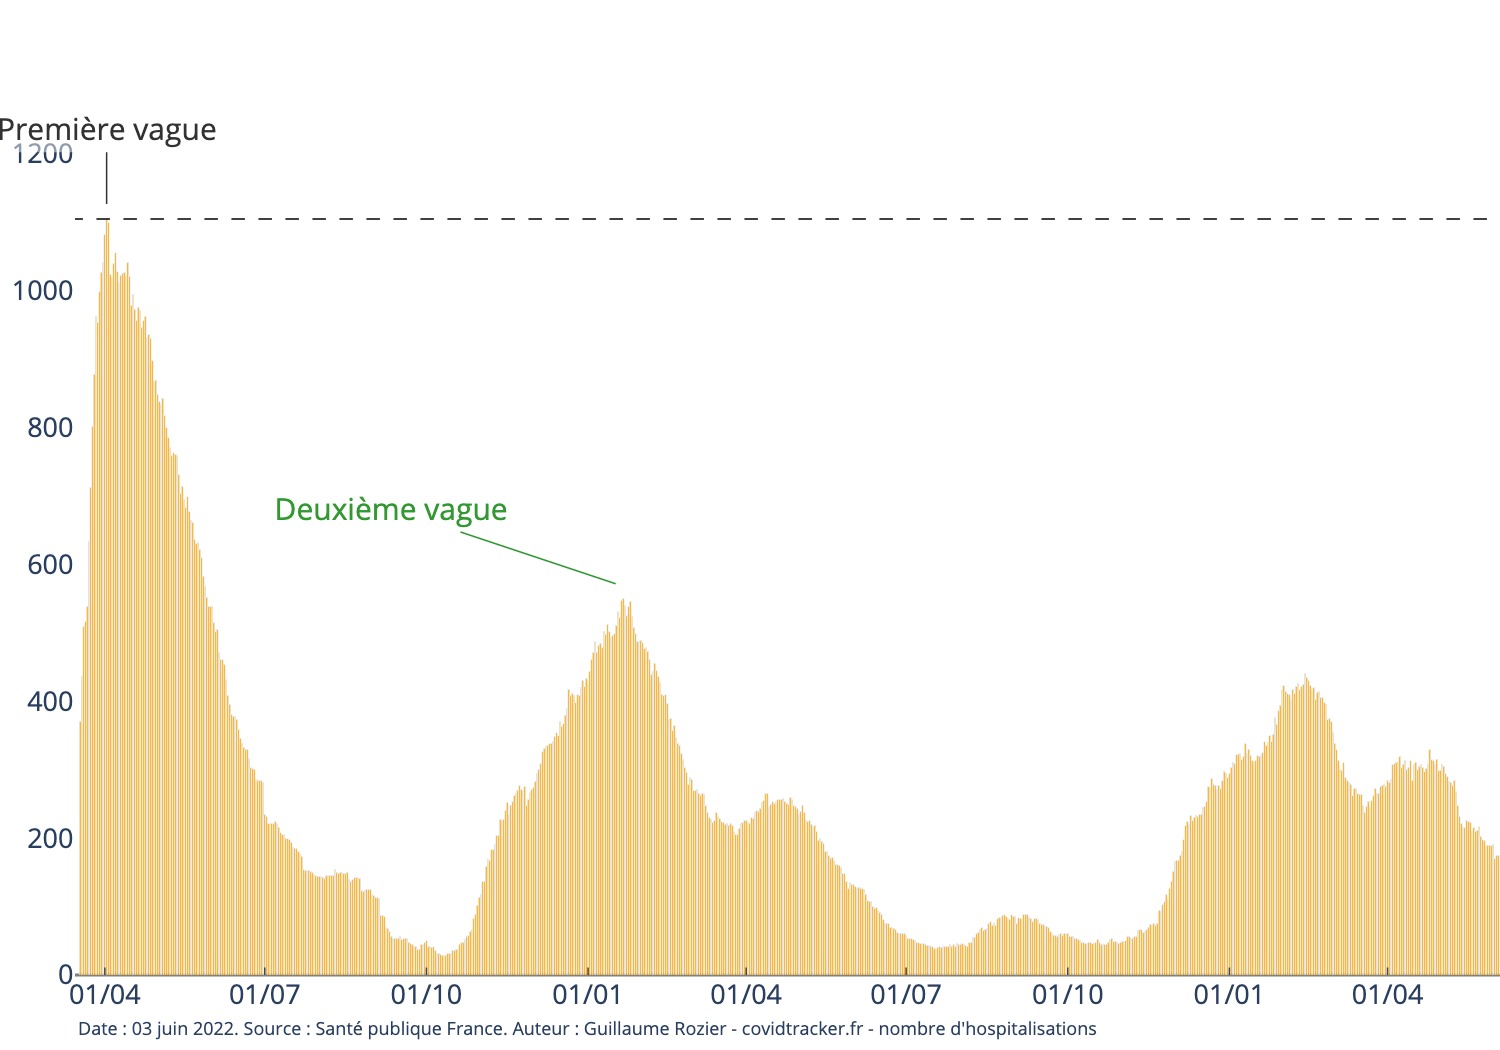 Première vague
1200
1000
800
Deuxième vague
600
400
200
0
01/04 01/07 01/10 01/01 01/04 01/07 01/10 01/01 01/04
Date : 03 juin 2022. Source : Santé publique France. Auteur : Guillaume Rozier - covidtracker.fr - nombre d'hospitalisations